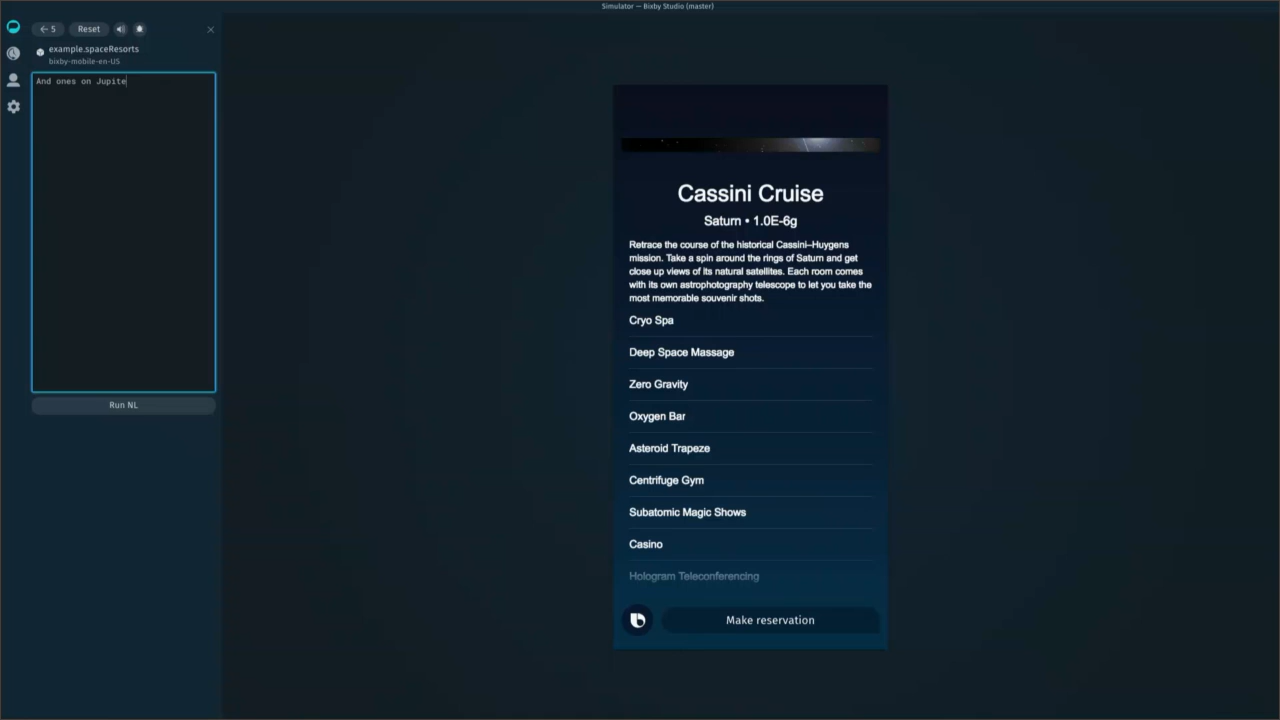 Simulator — Bixby Studio (master)
← 5 Reset
example.spaceResorts
bixby-mobile-en-US
And ones on Jupite
Run NL
Cassini Cruise
Saturn • 1.0E-6g
Retrace the course of the historical Cassini–Huygens
mission. Take a spin around the rings of Saturn and get
close up views of its natural satellites. Each room comes
with its own astrophotography telescope to let you take the
most memorable souvenir shots.
Cryo Spa
Deep Space Massage
Zero Gravity
Oxygen Bar
Asteroid Trapeze
Centrifuge Gym
Subatomic Magic Shows
Casino
Hologram Teleconferencing
Make reservation